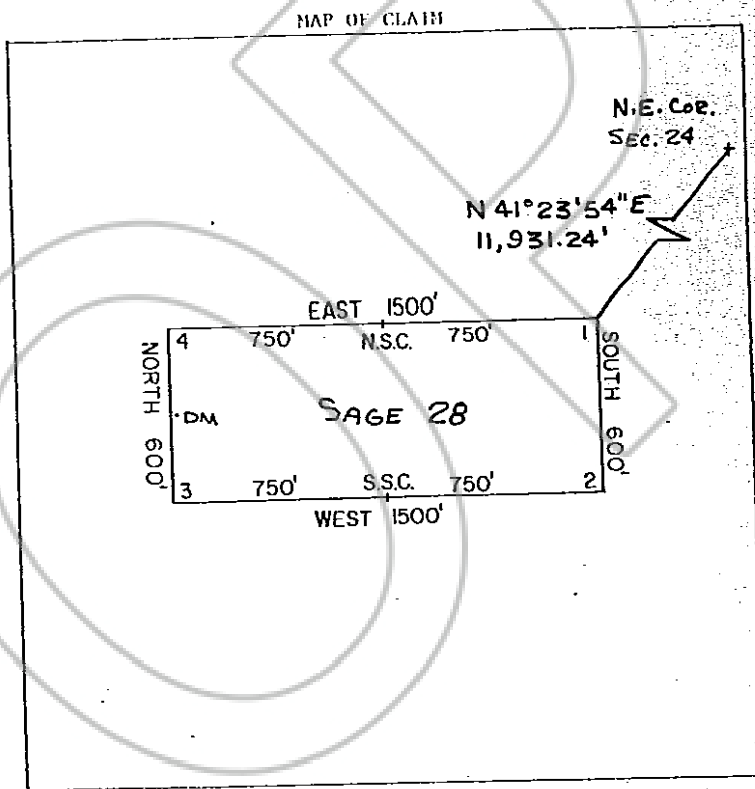 MAP OF CLAIM
N.E. COR.
SEC. 24
N 41°23'54"E
11,931.24'
EAST 1500'
4 750' N.S.C. 750' 1
NORTH 600'
SOUTH 600'
DM
SAGE 28
3 750' S.S.C. 750' 2
WEST 1500'